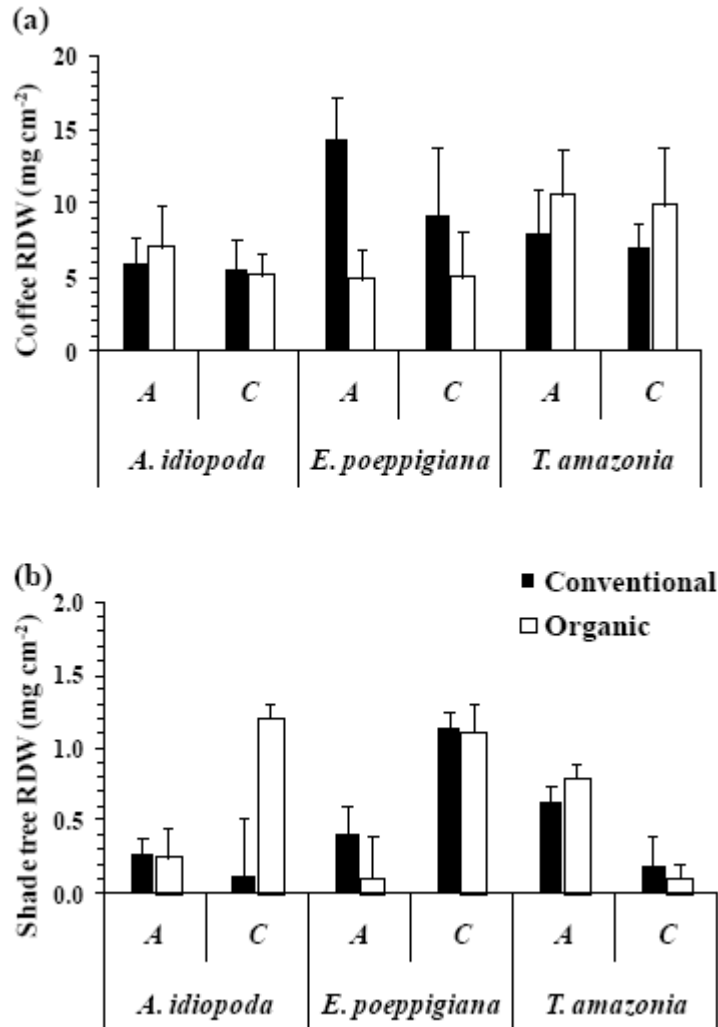 (a)
20
15
10
5
0
Coffee RDW (mg cm⁻²)
A C A C A C
A. idiopoda E. poeppigiana T. amazonia
(b)
Conventional
Organic
2.0
1.5
1.0
0.5
0.0
Shade tree RDW (mg cm⁻²)
A C A C A C
A. idiopoda E. poeppigiana T. amazonia